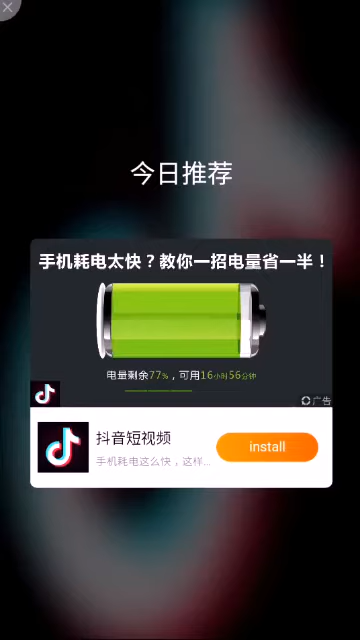 今日推荐
手机耗电太快？教你一招电量省一半！
电量剩余77%，可用16小时56分钟
广告
抖音短视频
手机耗电这么快，这样...
install